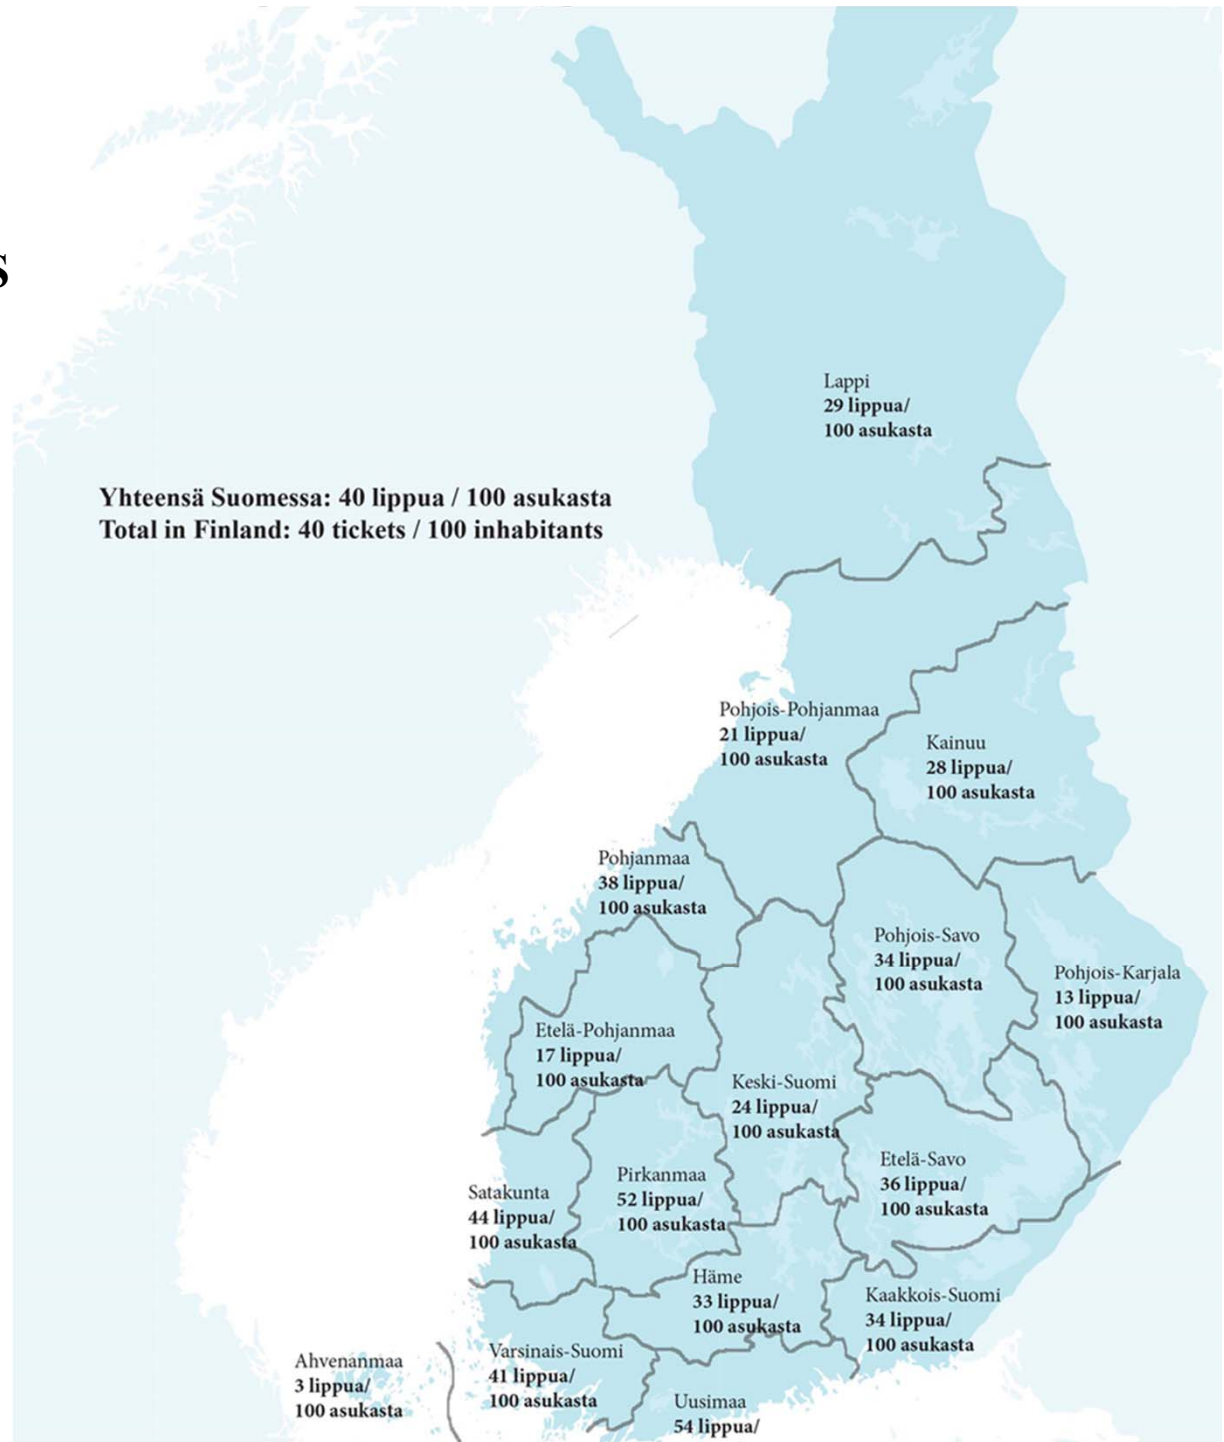 s
Lappi
29 lippua/
100 asukasta
Yhteensä Suomessa: 40 lippua / 100 asukasta
Total in Finland: 40 tickets / 100 inhabitants
Pohjois-Pohjanmaa
21 lippua/
100 asukasta
Kainuu
28 lippua/
100 asukasta
Pohjanmaa
38 lippua/
100 asukasta
Pohjois-Savo
34 lippua/
100 asukasta
Pohjois-Karjala
13 lippua/
100 asukasta
Etelä-Pohjanmaa
17 lippua/
100 asukasta
Keski-Suomi
24 lippua/
100 asukasta
Etelä-Savo
36 lippua/
100 asukasta
Pirkanmaa
52 lippua/
100 asukasta
Satakunta
44 lippua/
100 asukasta
Häme
33 lippua/
100 asukasta
Kaakkois-Suomi
34 lippua/
100 asukasta
Varsinais-Suomi
41 lippua/
100 asukasta
Ahvenanmaa
3 lippua/
100 asukasta
Uusimaa
54 lippua/